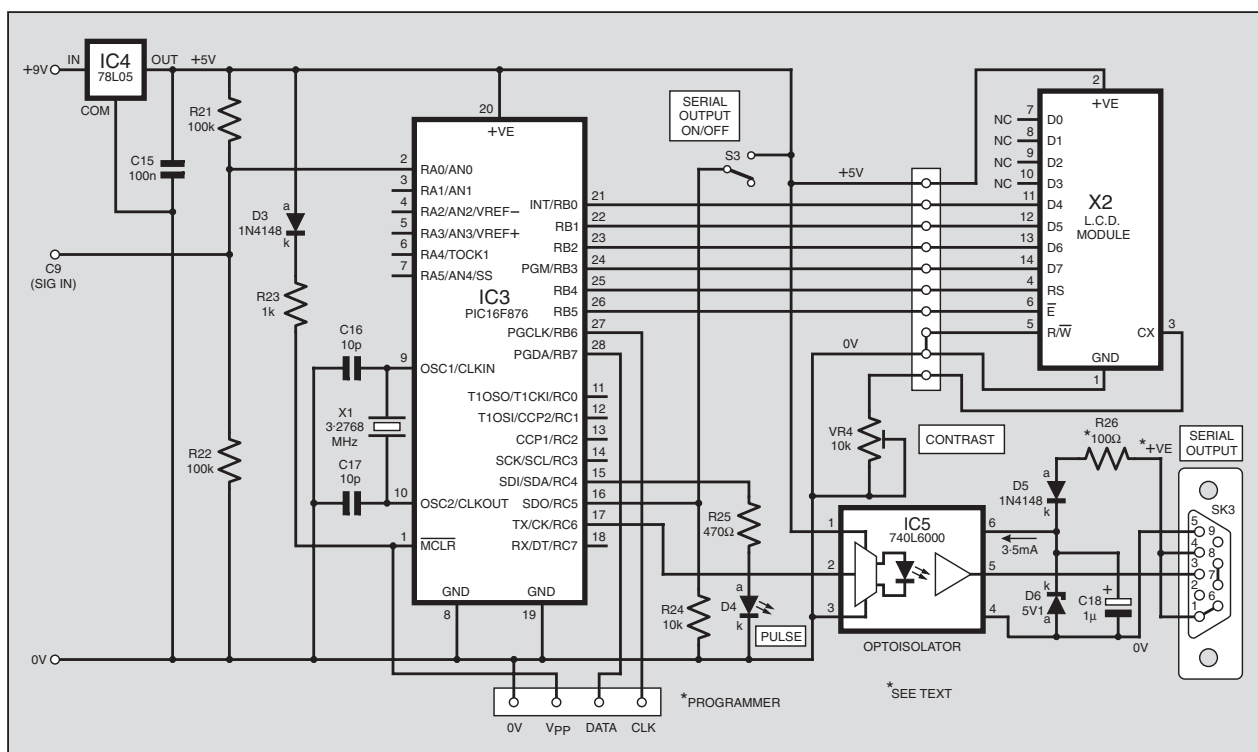 +9V
IN
IC4
78L05
OUT
+5V
COM
R21
100k
C15
100n
C9
(SIG IN)
D3
1N4148
a
k
R23
1k
R22
100k
C16
10p
X1
3·2768
MHz
C17
10p
0V
20
+VE
2
RA0/AN0
3
RA1/AN1
4
RA2/AN2/VREF−
5
RA3/AN3/VREF+
6
RA4/TOCK1
7
RA5/AN4/SS
IC3
PIC16F876
9
OSC1/CLKIN
10
OSC2/CLKOUT
1
MCLR
GND
8
GND
19
INT/RB0
21
RB1
22
RB2
23
PGM/RB3
24
RB4
25
RB5
26
PGCLK/RB6
27
PGDA/RB7
28
T1OSO/T1CKI/RC0
11
T1OSI/CCP2/RC1
12
CCP1/RC2
13
SCK/SCL/RC3
14
SDI/SDA/RC4
15
SDO/RC5
16
TX/CK/RC6
17
RX/DT/RC7
18
SERIAL
OUTPUT
ON/OFF
S3
+5V
0V
2
+VE
NC 7 D0
NC 8 D1
NC 9 D2
NC 10 D3
11 D4
12 D5
13 D6
14 D7
4 RS
6 E
5 R/W
X2
L.C.D.
MODULE
CX
3
GND
1
VR4
10k
CONTRAST
R25
470Ω
R24
10k
a
D4
k
PULSE
IC5
740L6000
1
2
3
6
5
4
OPTOISOLATOR
3·5mA
R26
*100Ω
*+VE
a
D5
1N4148
k
k
D6
5V1
a
+
C18
1µ
0V
SERIAL
OUTPUT
SK3
5
9
4
8
3
7
2
6
1
*SEE TEXT
*PROGRAMMER
0V
VPP
DATA
CLK